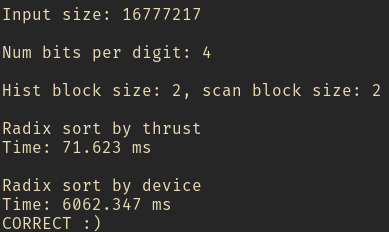 Input size: 16777217
Num bits per digit: 4
Hist block size: 2, scan block size: 2
Radix sort by thrust
Time: 71.623 ms
Radix sort by device
Time: 6062.347 ms
CORRECT :)